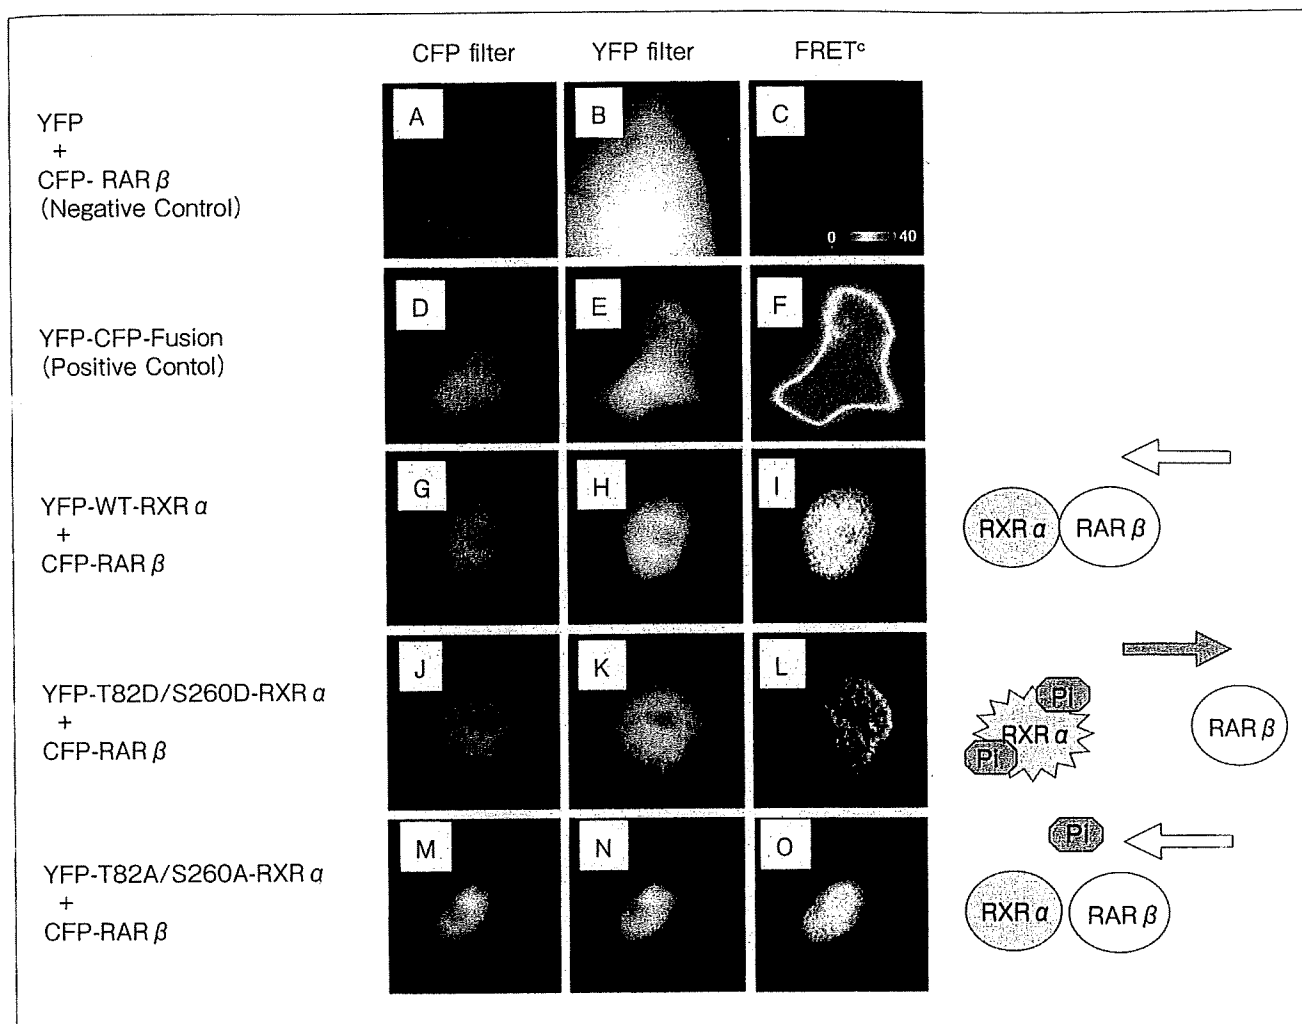 CFP filter YFP filter FRETᶜ
YFP
+
CFP- RAR β
(Negative Control)
A B C
0 40
YFP-CFP-Fusion
(Positive Contol)
D E F
YFP-WT-RXR α
+
CFP-RAR β
G H I
RXR α RAR β
YFP-T82D/S260D-RXR α
+
CFP-RAR β
J K L
Pi
RXR α
Pi
RAR β
YFP-T82A/S260A-RXR α
+
CFP-RAR β
M N O
Pi
RXR α RAR β